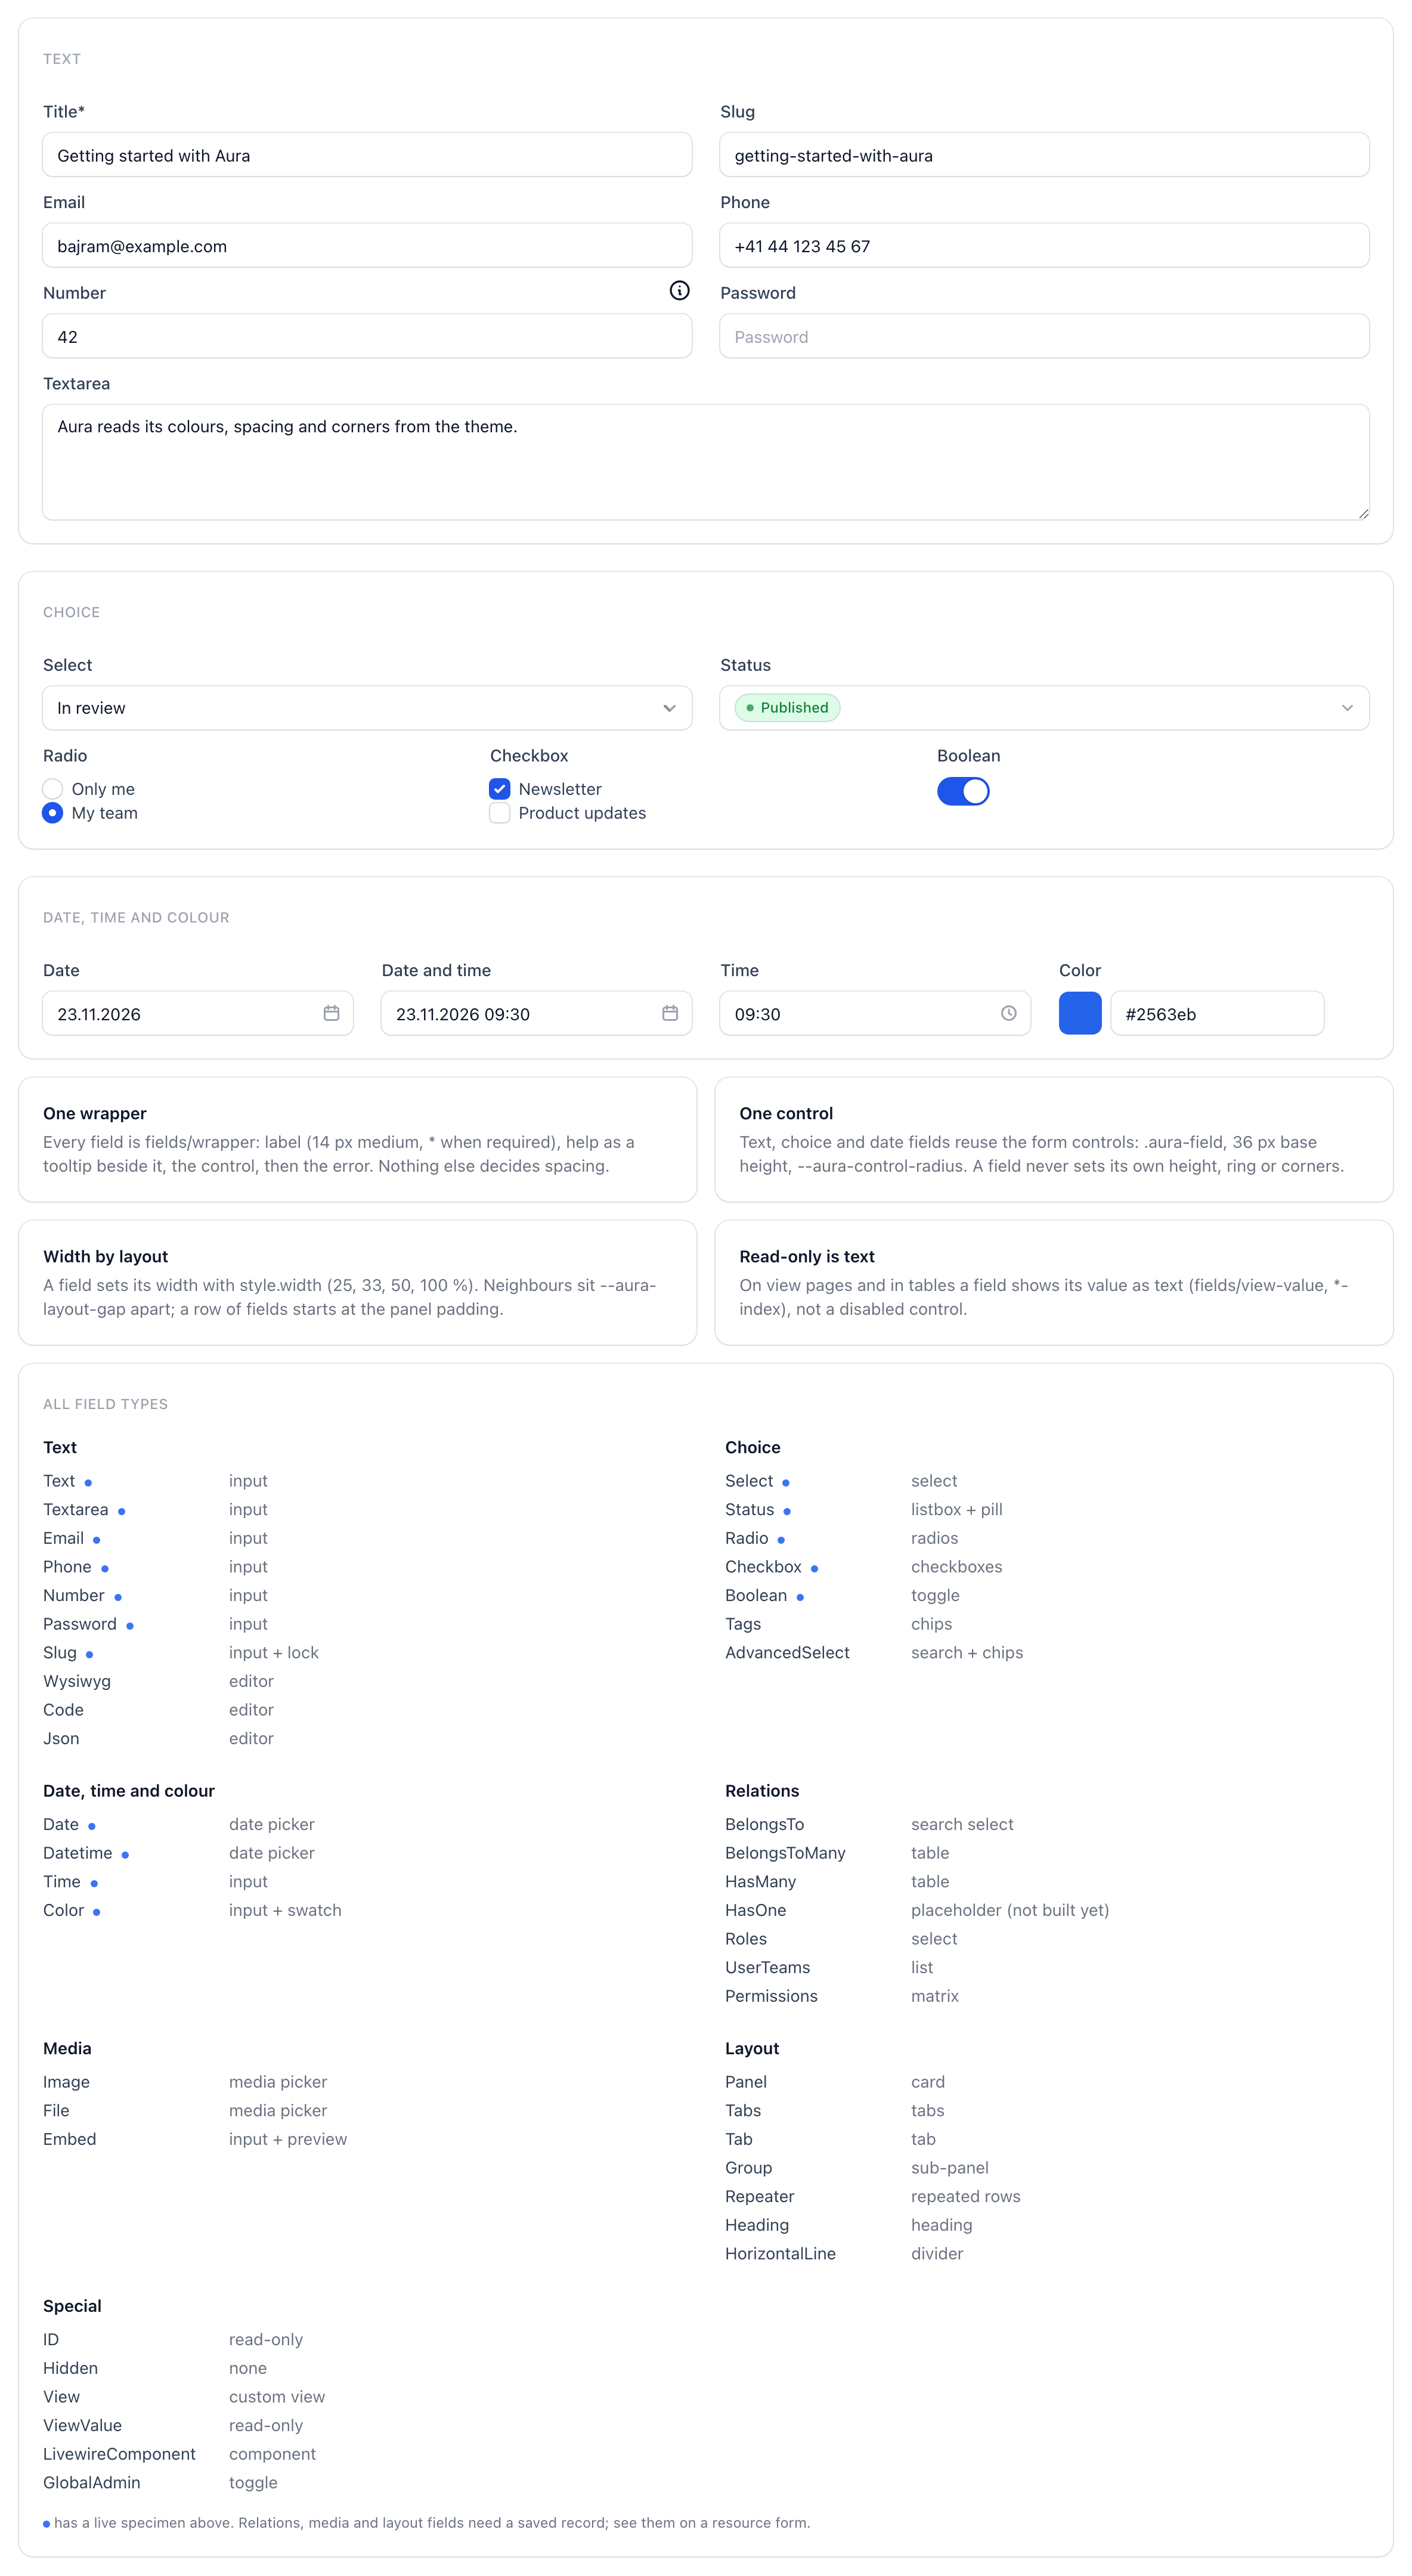 TEXT
Title*
Slug
Getting started with Aura
getting-started-with-aura
Email
Phone
bajram@example.com
+41 44 123 45 67
Number
Password
42
Password
Textarea
Aura reads its colours, spacing and corners from the theme.
CHOICE
Select
Status
In review
Published
Radio
Checkbox
Boolean
Only me
Newsletter
My team
Product updates
DATE, TIME AND COLOUR
Date
Date and time
Time
Color
23.11.2026
23.11.2026 09:30
09:30
#2563eb
One wrapper
Every field is fields/wrapper: label (14 px medium, * when required), help as a
tooltip beside it, the control, then the error. Nothing else decides spacing.
One control
Text, choice and date fields reuse the form controls: .aura-field, 36 px base
height, --aura-control-radius. A field never sets its own height, ring or corners.
Width by layout
A field sets its width with style.width (25, 33, 50, 100 %). Neighbours sit --aura-
layout-gap apart; a row of fields starts at the panel padding.
Read-only is text
On view pages and in tables a field shows its value as text (fields/view-value, *-
index), not a disabled control.
ALL FIELD TYPES
Text
Text input
Textarea input
Email input
Phone input
Number input
Password input
Slug input + lock
Wysiwyg editor
Code editor
Json editor
Choice
Select select
Status listbox + pill
Radio radios
Checkbox checkboxes
Boolean toggle
Tags chips
AdvancedSelect search + chips
Date, time and colour
Date date picker
Datetime date picker
Time input
Color input + swatch
Relations
BelongsTo search select
BelongsToMany table
HasMany table
HasOne placeholder (not built yet)
Roles select
UserTeams list
Permissions matrix
Media
Image media picker
File media picker
Embed input + preview
Layout
Panel card
Tabs tabs
Tab tab
Group sub-panel
Repeater repeated rows
Heading heading
HorizontalLine divider
Special
ID read-only
Hidden none
View custom view
ViewValue read-only
LivewireComponent component
GlobalAdmin toggle
has a live specimen above. Relations, media and layout fields need a saved record; see them on a resource form.